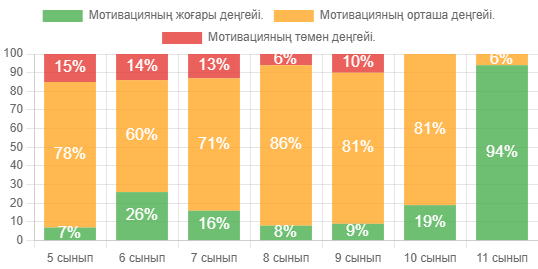 Мотивацияның жоғары деңгейі. Мотивацияның орташа деңгейі.
Мотивацияның төмен деңгейі.
100
90
80
70
60
50
40
30
20
10
0
15% 14% 13% 6% 10% 6%
78% 60% 71% 86% 81% 81% 94%
7% 26% 16% 8% 9% 19%
5 сынып 6 сынып 7 сынып 8 сынып 9 сынып 10 сынып 11 сынып